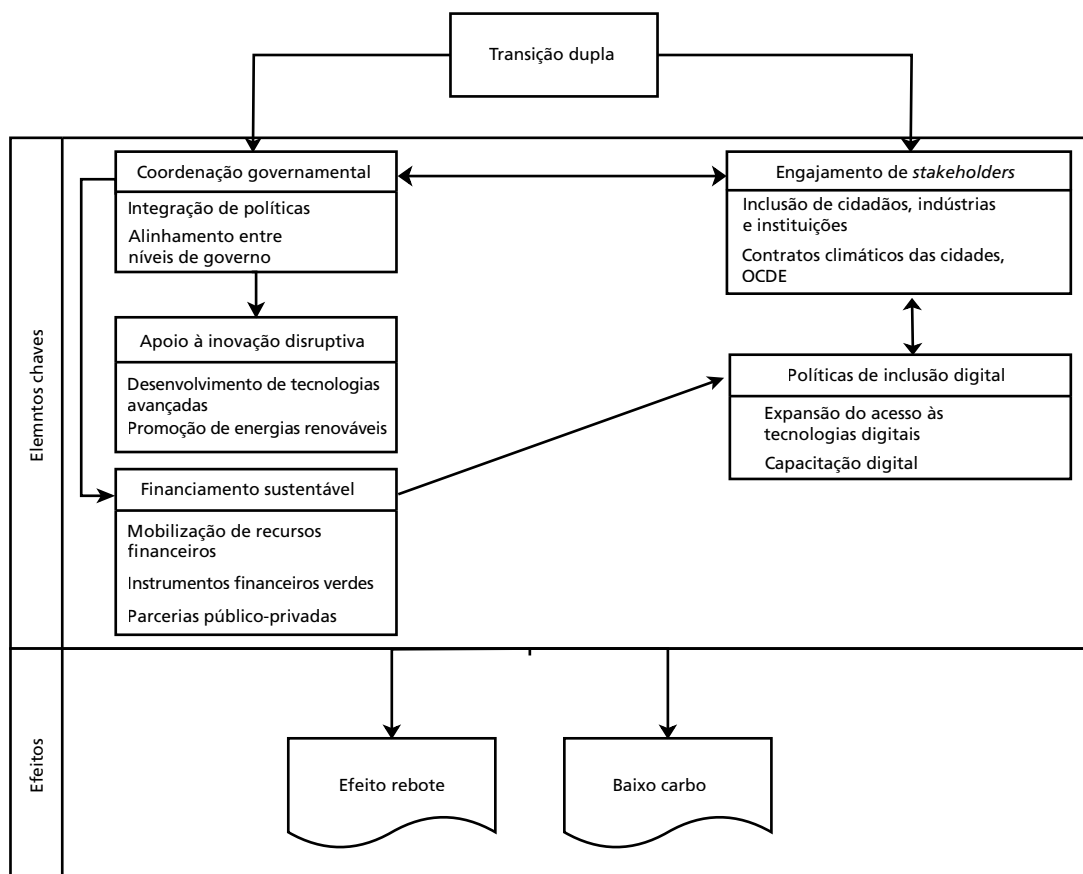 Transição dupla
Elemntos chaves
Coordenação governamental
Integração de políticas
Alinhamento entre
níveis de governo
Engajamento de stakeholders
Inclusão de cidadãos, indústrias
e instituições
Contratos climáticos das cidades,
OCDE
Apoio à inovação disruptiva
Desenvolvimento de tecnologias
avançadas
Promoção de energias renováveis
Políticas de inclusão digital
Expansão do acesso às
tecnologias digitais
Capacitação digital
Financiamento sustentável
Mobilização de recursos
financeiros
Instrumentos financeiros verdes
Parcerias público-privadas
Efeitos
Efeito rebote
Baixo carbo